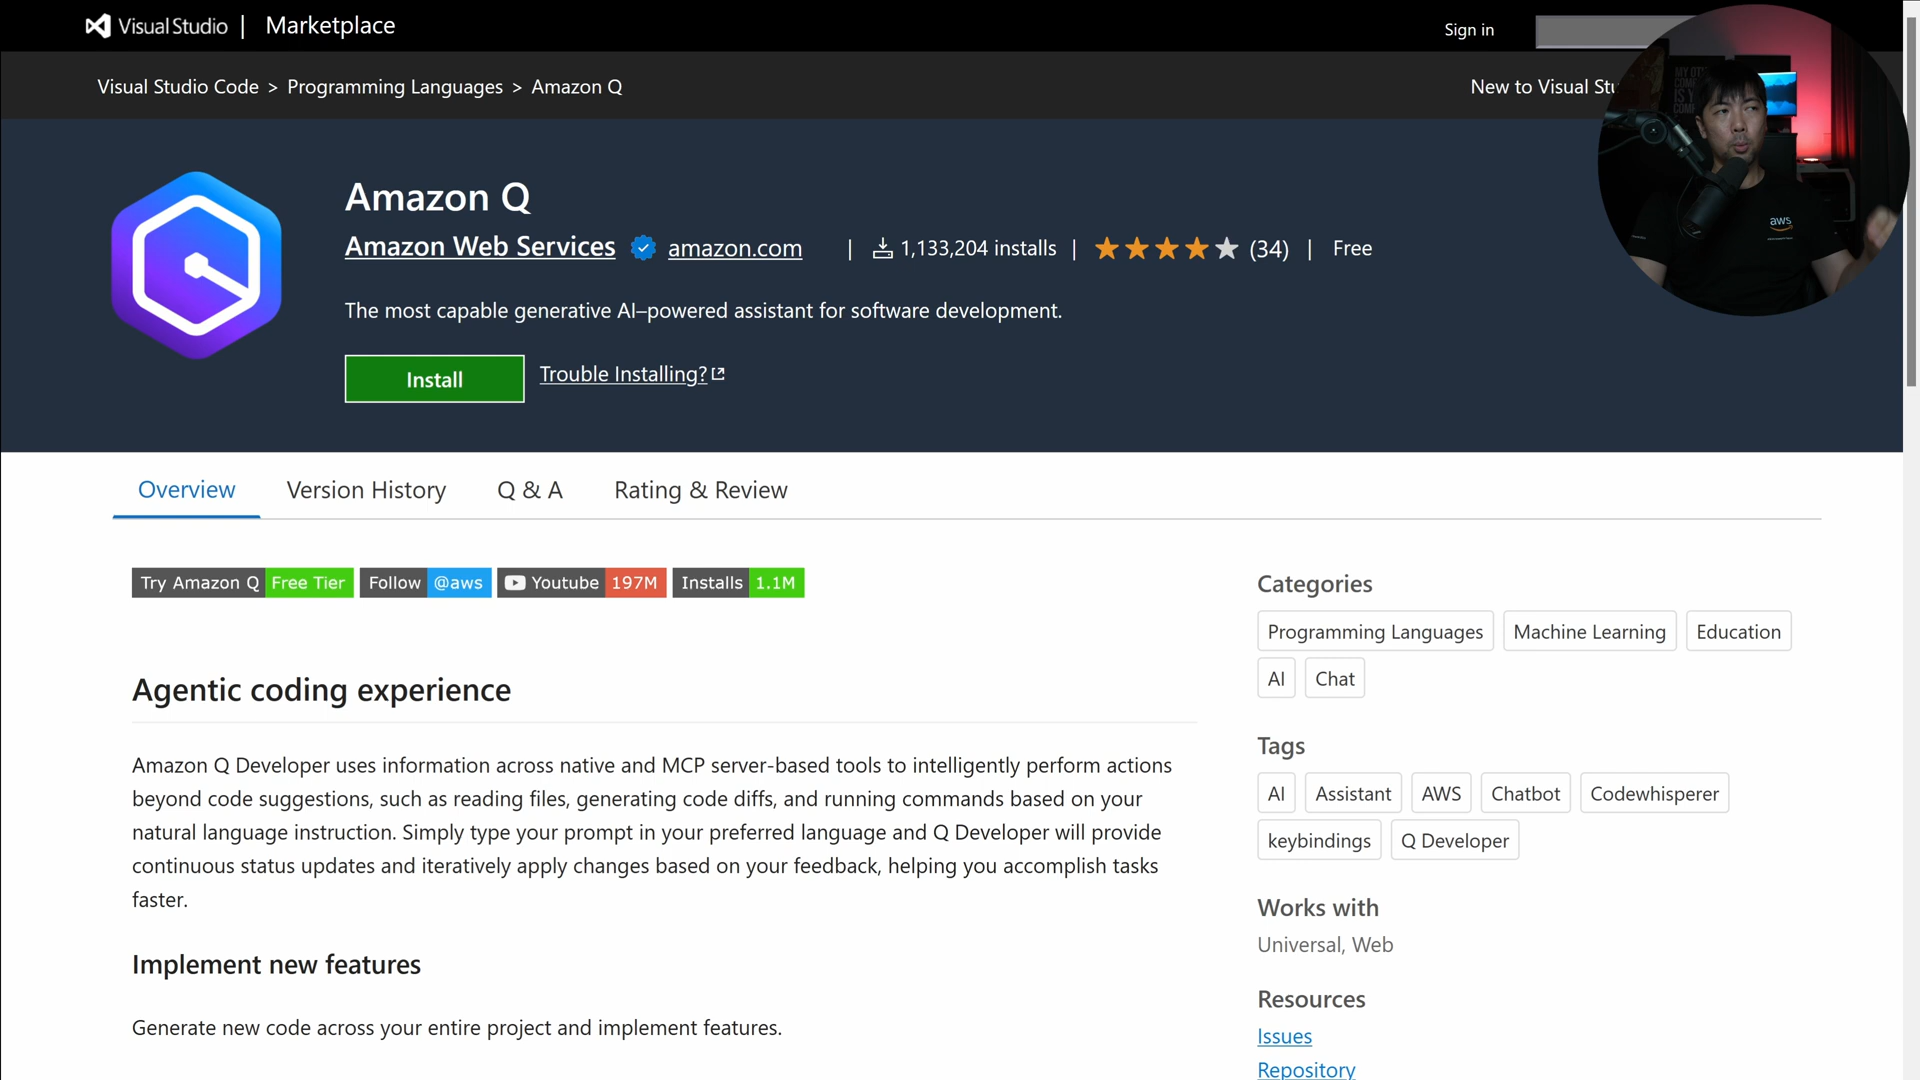 Visual Studio | Marketplace
Sign in
Visual Studio Code > Programming Languages > Amazon Q
New to Visual
Amazon Q
Amazon Web Services amazon.com | 1,133,204 installs | (34) | Free
The most capable generative AI–powered assistant for software development.
Install Trouble Installing?
Overview Version History Q & A Rating & Review
Try Amazon Q Free Tier Follow @aws Youtube 197M Installs 1.1M
Agentic coding experience
Amazon Q Developer uses information across native and MCP server-based tools to intelligently perform actions
beyond code suggestions, such as reading files, generating code diffs, and running commands based on your
natural language instruction. Simply type your prompt in your preferred language and Q Developer will provide
continuous status updates and iteratively apply changes based on your feedback, helping you accomplish tasks
faster.
Implement new features
Generate new code across your entire project and implement features.
Categories
Programming Languages Machine Learning Education
AI Chat
Tags
AI Assistant AWS Chatbot Codewhisperer
keybindings Q Developer
Works with
Universal, Web
Resources
Issues
Repository
aws